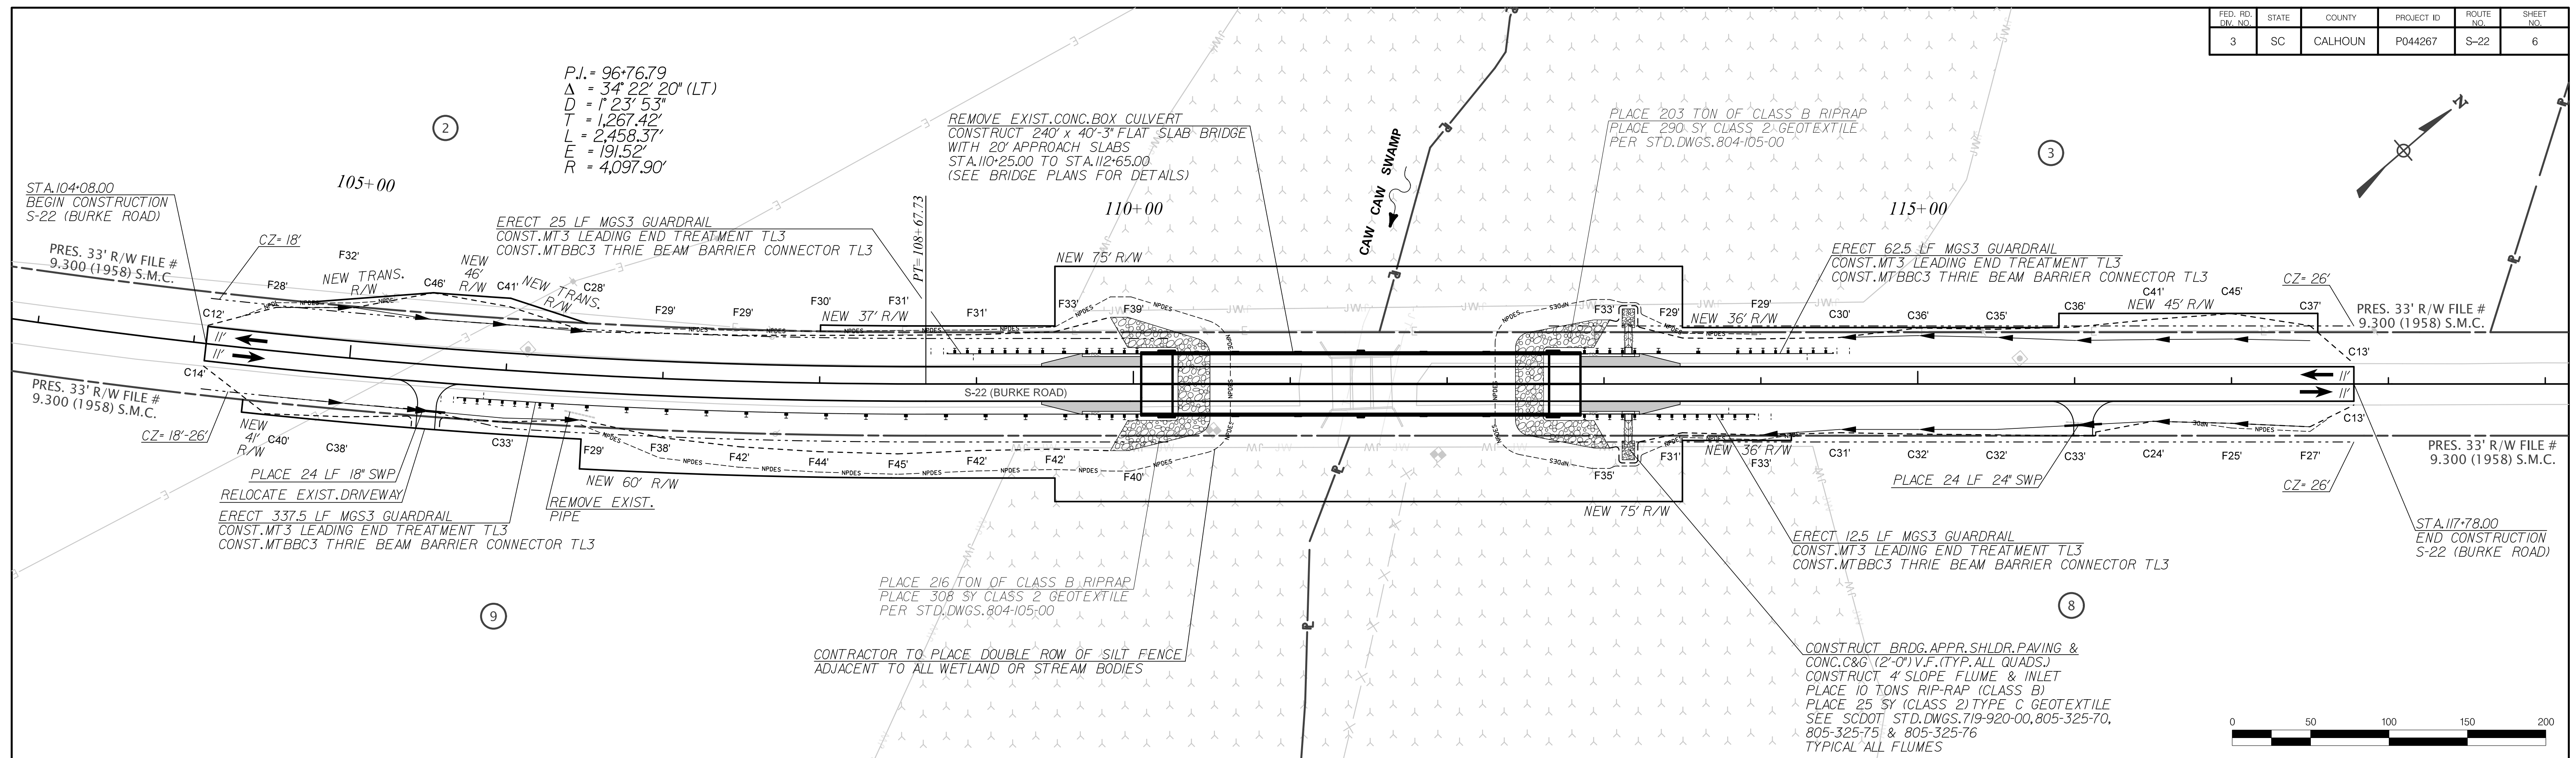 FED. RD. DIV. NO.
STATE
COUNTY
PROJECT ID
ROUTE NO.
SHEET NO.
3
SC
CALHOUN
P044267
S-22
6
P.I. = 96+76.79
Δ = 34° 22' 20" (LT)
D = 1° 23' 53"
T = 1,267.42'
L = 2,458.37'
E = 191.52'
R = 4,097.90'
2
3
N
105+00
110+00
115+00
STA.104+08.00
BEGIN CONSTRUCTION
S-22 (BURKE ROAD)
PRES. 33' R/W FILE #
9.300 (1958) S.M.C.
CZ= 18'
ERECT 25 LF MGS3 GUARDRAIL
CONST.MT3 LEADING END TREATMENT TL3
CONST.MTBBC3 THRIE BEAM BARRIER CONNECTOR TL3
PT= 108+67.73
REMOVE EXIST.CONC.BOX CULVERT
CONSTRUCT 240' x 40'-3" FLAT SLAB BRIDGE
WITH 20' APPROACH SLABS
STA.110+25.00 TO STA.112+65.00
(SEE BRIDGE PLANS FOR DETAILS)
CAW CAW SWAMP
PLACE 203 TON OF CLASS B RIPRAP
PLACE 290 SY CLASS 2 GEOTEXTILE
PER STD.DWGS.804-105-00
ERECT 62.5 LF MGS3 GUARDRAIL
CONST.MT3 LEADING END TREATMENT TL3
CONST.MTBBC3 THRIE BEAM BARRIER CONNECTOR TL3
CZ= 26'
PRES. 33' R/W FILE #
9.300 (1958) S.M.C.
NEW TRANS.
R/W
NEW
46'
R/W
NEW TRANS.
R/W
NEW 37' R/W
NEW 75' R/W
NEW 36' R/W
NEW 45' R/W
C12' F28' F32' C46' C41' C28' F29' F29' F30' F31' F31' F33' F39' F33' F29' F29' C30' C36' C35' C36' C41' C45' C37' C13'
11'
11'
S-22 (BURKE ROAD)
11'
11'
C14' C40' C38' C33' F29' F38' F42' F44' F45' F42' F42' F40' F35' F31' F33' C31' C32' C32' C33' C24' F25' F27' C13'
NPDES
PRES. 33' R/W FILE #
9.300 (1958) S.M.C.
CZ= 18'-26'
NEW
41'
R/W
PLACE 24 LF 18" SWP
RELOCATE EXIST.DRIVEWAY
ERECT 337.5 LF MGS3 GUARDRAIL
CONST.MT3 LEADING END TREATMENT TL3
CONST.MTBBC3 THRIE BEAM BARRIER CONNECTOR TL3
REMOVE EXIST.
PIPE
NEW 60' R/W
NEW 75' R/W
NEW 36' R/W
PLACE 24 LF 24" SWP
CZ= 26'
PRES. 33' R/W FILE #
9.300 (1958) S.M.C.
STA.117+78.00
END CONSTRUCTION
S-22 (BURKE ROAD)
ERECT 12.5 LF MGS3 GUARDRAIL
CONST.MT3 LEADING END TREATMENT TL3
CONST.MTBBC3 THRIE BEAM BARRIER CONNECTOR TL3
PLACE 216 TON OF CLASS B RIPRAP
PLACE 308 SY CLASS 2 GEOTEXTILE
PER STD.DWGS.804-105-00
CONTRACTOR TO PLACE DOUBLE ROW OF SILT FENCE
ADJACENT TO ALL WETLAND OR STREAM BODIES
9
8
CONSTRUCT BRDG.APPR.SHLDR.PAVING &
CONC.C&G (2'-0") V.F.(TYP.ALL QUADS.)
CONSTRUCT 4' SLOPE FLUME & INLET
PLACE 10 TONS RIP-RAP (CLASS B)
PLACE 25 SY (CLASS 2) TYPE C GEOTEXTILE
SEE SCDOT STD.DWGS.719-920-00,805-325-70,
805-325-75 & 805-325-76
TYPICAL ALL FLUMES
0 50 100 150 200